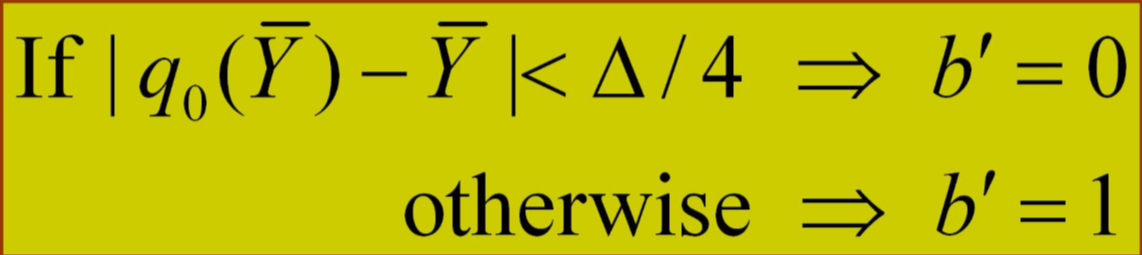 If | q₀(Y̅) − Y̅ |< Δ / 4 ⇒ b′ = 0
otherwise ⇒ b′ = 1